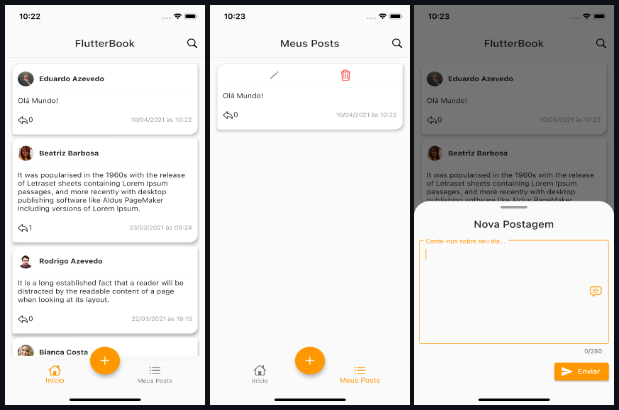 10:22
FlutterBook
Eduardo Azevedo
Olá Mundo!
0
10/04/2021 às 10:22
Beatriz Barbosa
It was popularised in the 1960s with the release
of Letraset sheets containing Lorem Ipsum
passages, and more recently with desktop
publishing software like Aldus PageMaker
including versions of Lorem Ipsum.
1
23/03/2021 às 00:24
Rodrigo Azevedo
It is a long established fact that a reader will be
distracted by the readable content of a page
when looking at its layout.
0
22/03/2021 às 19:15
Bianca Costa
+
Início
Meus Posts
10:23
Meus Posts
Olá Mundo!
0
10/04/2021 às 10:22
+
Início
Meus Posts
10:23
FlutterBook
Eduardo Azevedo
Olá Mundo!
0
10/04/2021 às 10:22
Beatriz Barbosa
It was popularised in the 1960s with the release
of Letraset sheets containing Lorem Ipsum
passages, and more recently with desktop
publishing software like Aldus PageMaker
Nova Postagem
Conte-nos sobre seu dia...
0/280
Enviar